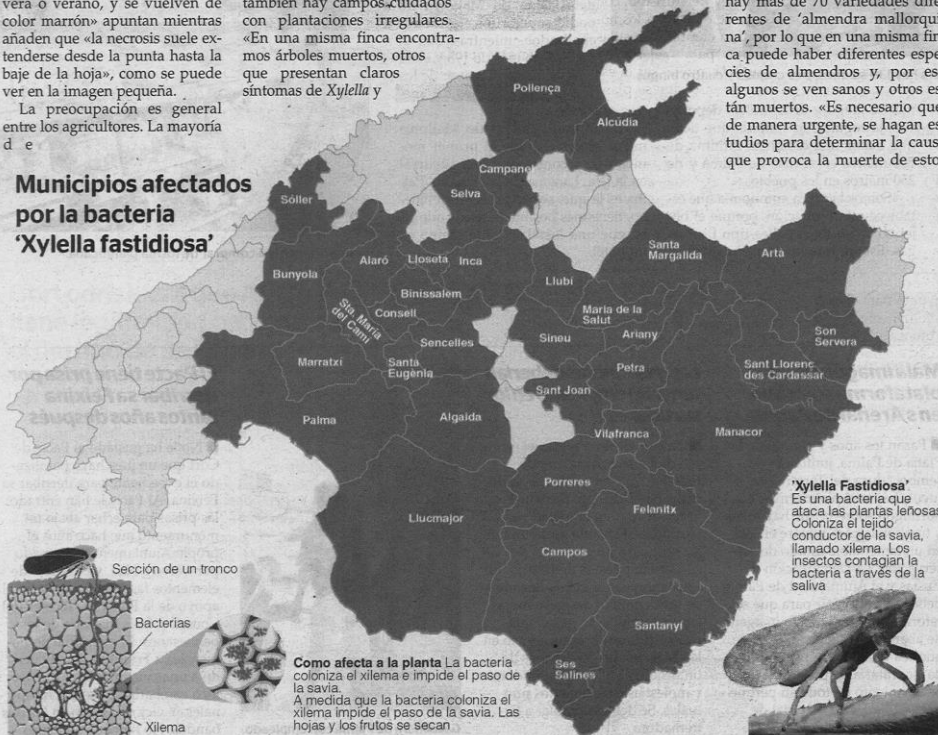 vera o verano, y se vuelven de
color marrón» apuntan mientras
añaden que «la necrosis suele ex-
tenderse desde la punta hasta la
baje de la hoja», como se puede
ver en la imagen pequeña.
La preocupación es general
entre los agricultores. La mayoría
d e
también hay campos cuidados
con plantaciones irregulares.
«En una misma finca encontra-
mos árboles muertos, otros
que presentan claros
síntomas de Xylella y
hay más de 70 variedades dife
rentes de 'almendra mallorqui
na', por lo que en una misma fin
ca puede haber diferentes espe
cies de almendros y, por es
algunos se ven sanos y otros es
tán muertos. «Es necesario que
de manera urgente, se hagan es
tudios para determinar la caus
que provoca la muerte de esto
Municipios afectados
por la bacteria
'Xylella fastidiosa'
Pollença
Alcúdia
Campanet
Selva
Sóller
Santa
Margalida
Artà
Alaró
Lloseta
Inca
Bunyola
Llubí
Binissalem
Maria de la
Salut
Consell
Sta. Maria
del Camí
Sencelles
Sineu
Ariany
Son
Servera
Marratxí
Santa
Eugènia
Petra
Sant Llorenç
des Cardassar
Sant Joan
Palma
Algaida
Vilafranca
Manacor
Porreres
Felanitx
Llucmajor
Campos
Santanyí
Ses
Salines
'Xylella Fastidiosa'
Es una bacteria que
ataca las plantas leñosas
Coloniza el tejido
conductor de la savia,
llamado xilema. Los
insectos contagian la
bacteria a través de la
saliva
Sección de un tronco
Bacterias
Xilema
Como afecta a la planta La bacteria
coloniza el xilema e impide el paso de
la savia.
A medida que la bacteria coloniza el
xilema impide el paso de la savia. Las
hojas y los frutos se secan